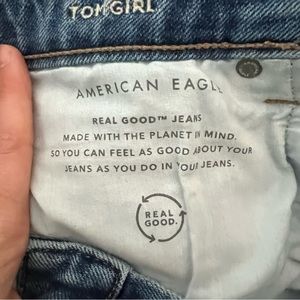 TOMGIRL
AMERICAN EAGLE
REAL GOOD™ JEANS
MADE WITH THE PLANET IN MIND.
SO YOU CAN FEEL AS GOOD ABOUT YOUR
JEANS AS YOU DO IN YOUR JEANS.
REAL
GOOD.